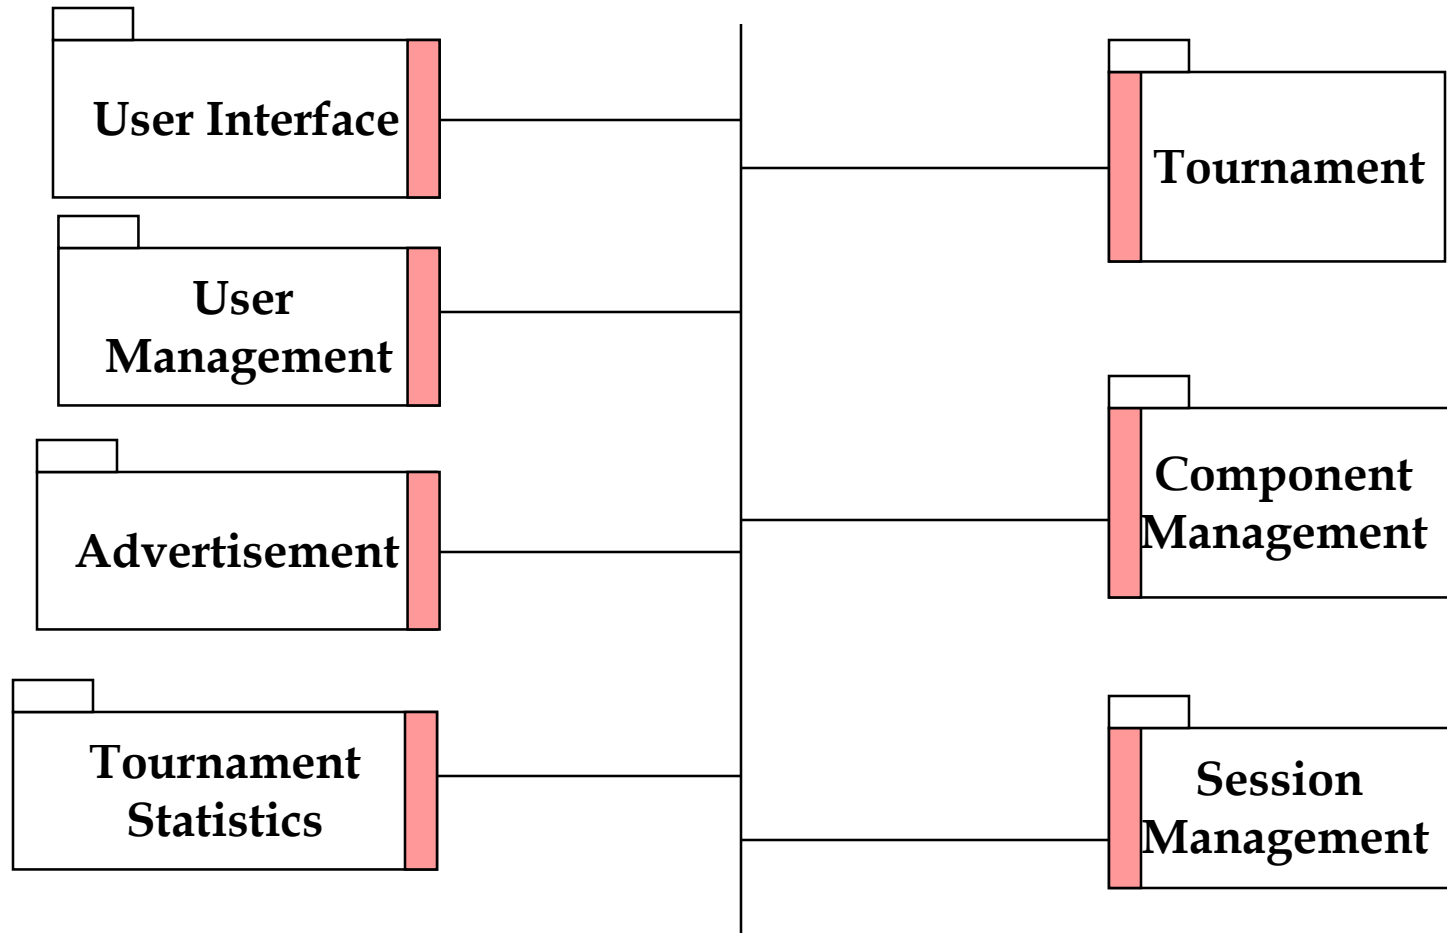 User Interface
Tournament
User
Management
Component
Management
Advertisement
Tournament
Statistics
Session
Management